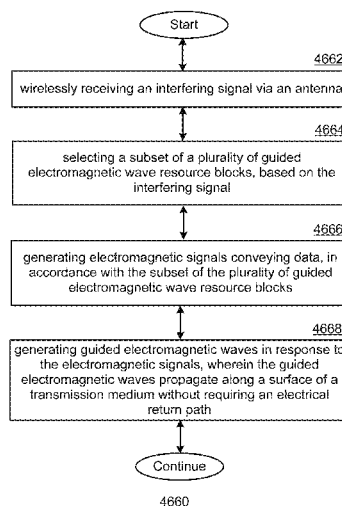 Start
4662
wirelessly receiving an interfering signal via an antenna
4664
selecting a subset of a plurality of guided
electromagnetic wave resource blocks, based on the
interfering signal
4666
generating electromagnetic signals conveying data, in
accordance with the subset of the plurality of guided
electromagnetic wave resource blocks
4668
generating guided electromagnetic waves in response to
the electromagnetic signals, wherein the guided
electromagnetic waves propagate along a surface of a
transmission medium without requiring an electrical
return path
Continue
4660